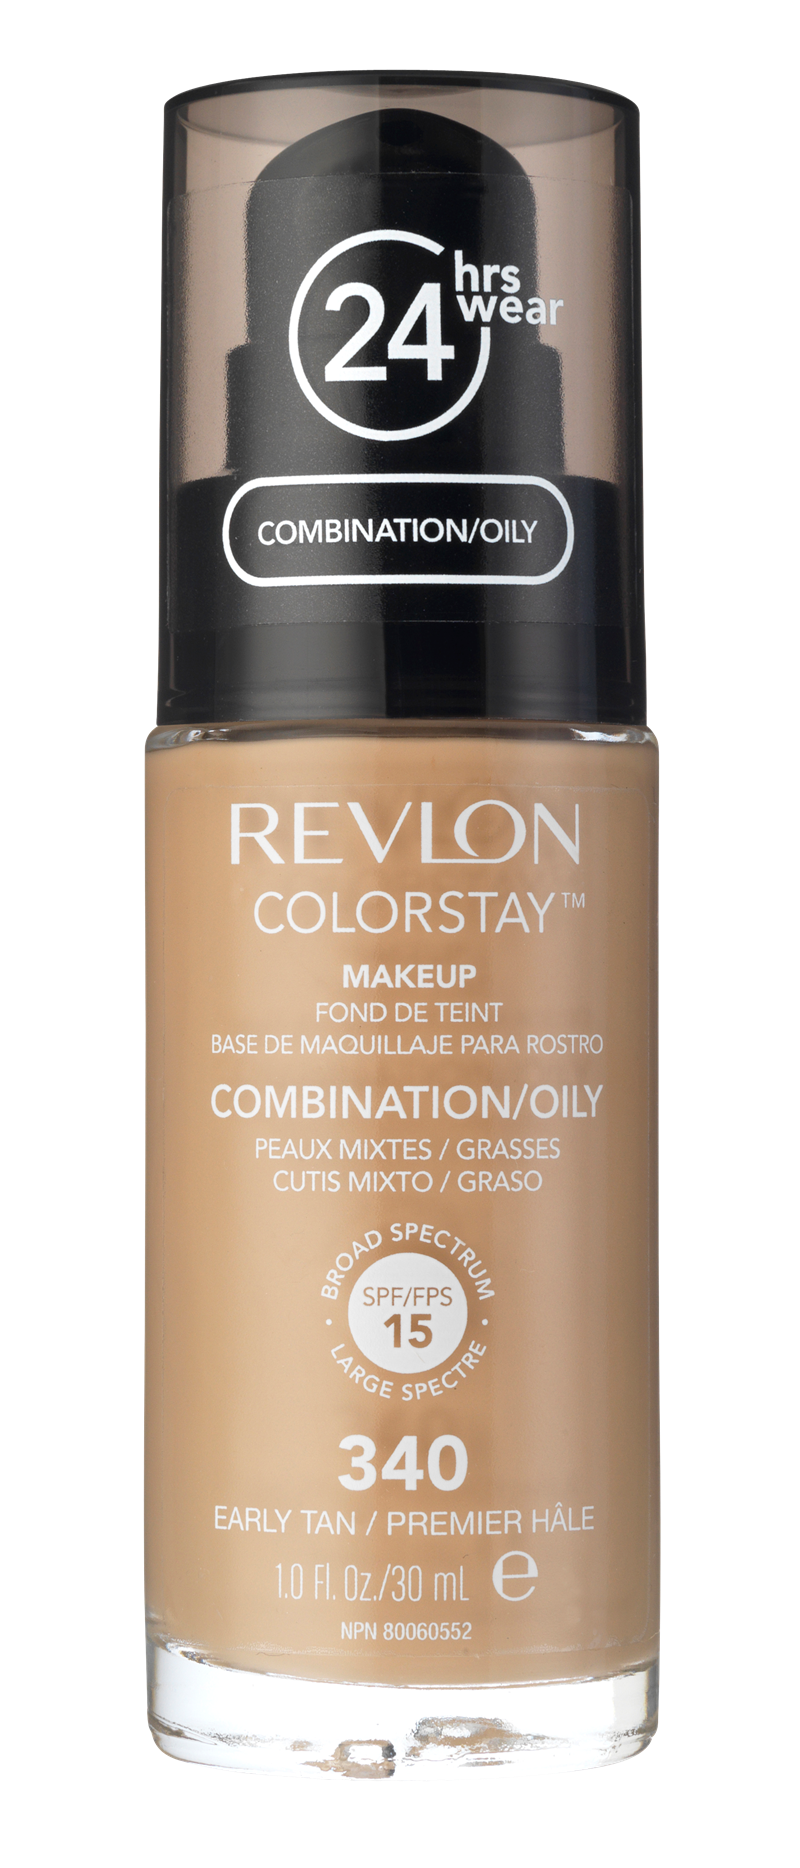 24 hrs
wear
COMBINATION/OILY
REVLON
COLORSTAY™
MAKEUP
FOND DE TEINT
BASE DE MAQUILLAJE PARA ROSTRO
COMBINATION/OILY
PEAUX MIXTES / GRASSES
CUTIS MIXTO / GRASO
BROAD SPECTRUM
SPF/FPS
15
· LARGE SPECTRE ·
340
EARLY TAN / PREMIER HÂLE
1.0 Fl. Oz./30 mL ℮
NPN 80060552